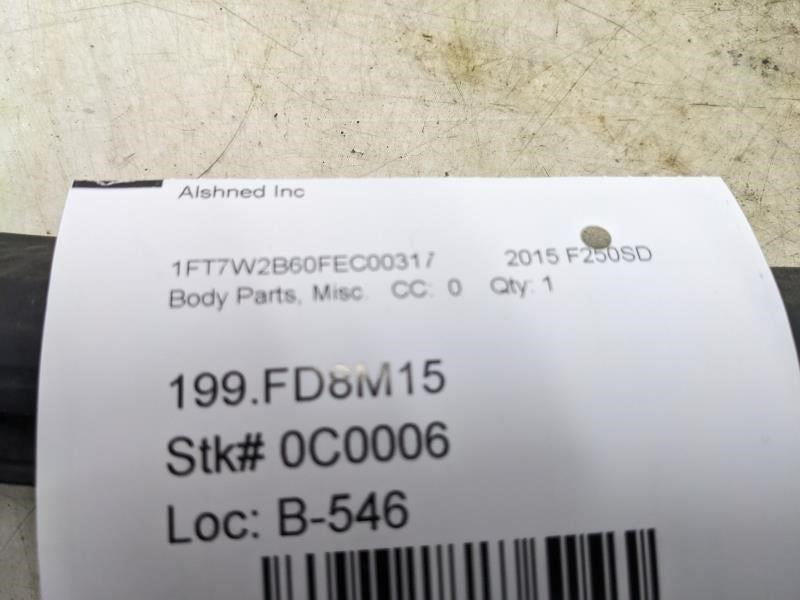 Alshned Inc
1FT7W2B60FEC00317 2015 F250SD
Body Parts, Misc. CC: 0 Qty: 1
199.FD8M15
Stk# 0C0006
Loc: B-546